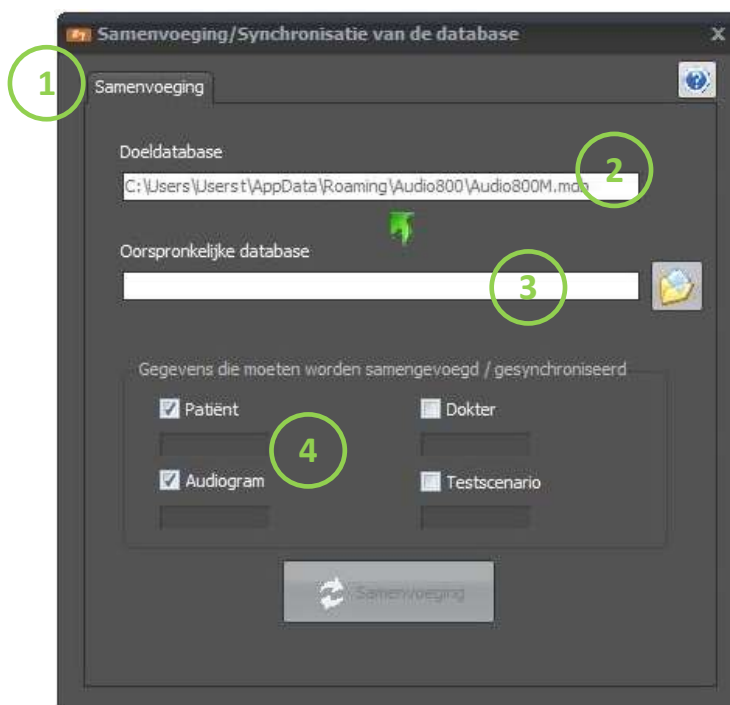 Samenvoeging/Synchronisatie van de database
x
1
Samenvoeging
Doeldatabase
2
C:\Users\Userst\AppData\Roaming\Audio800\Audio800M.mdb
Oorspronkelijke database
3
Gegevens die moeten worden samengevoegd / gesynchroniseerd
Patiënt
Dokter
4
Audiogram
Testscenario
Samenvoeging